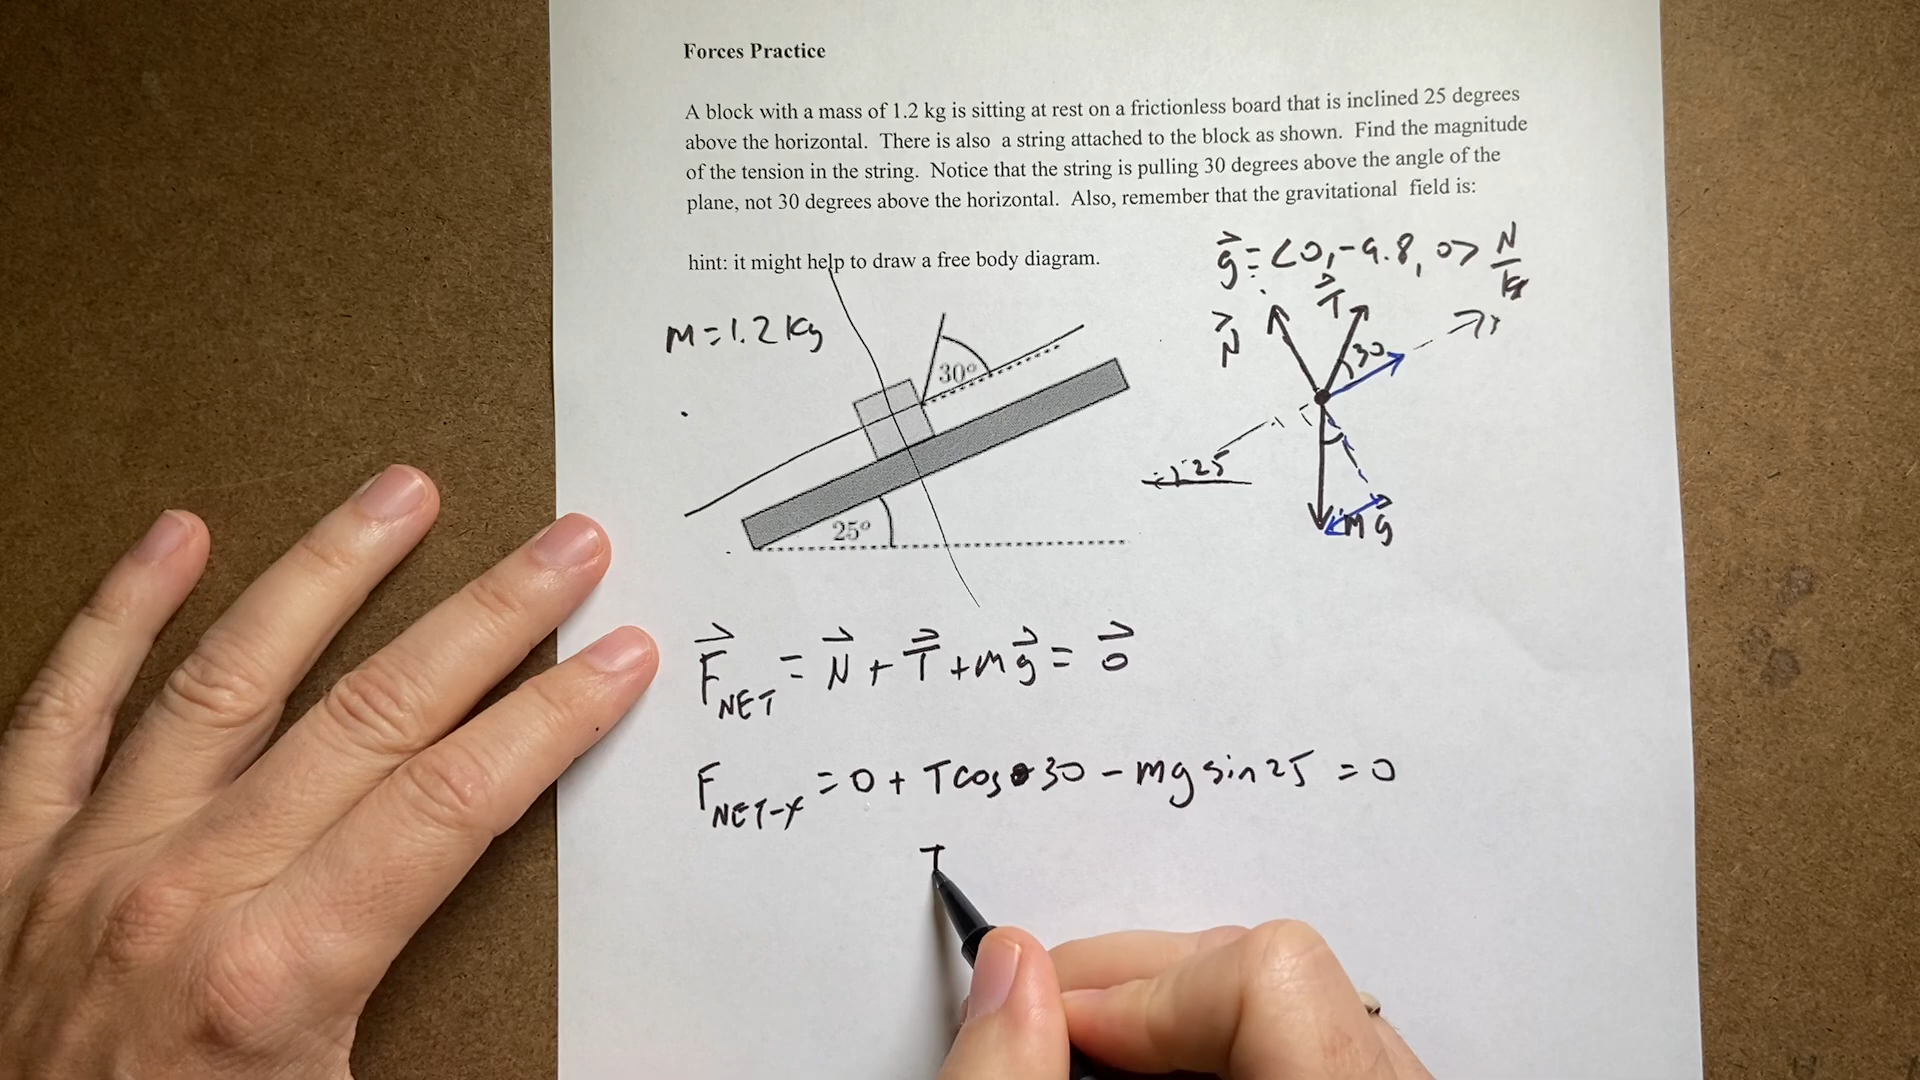 Forces Practice
A block with a mass of 1.2 kg is sitting at rest on a frictionless board that is inclined 25 degrees
above the horizontal. There is also a string attached to the block as shown. Find the magnitude
of the tension in the string. Notice that the string is pulling 30 degrees above the angle of the
plane, not 30 degrees above the horizontal. Also, remember that the gravitational field is:
g⃗ = <0,-9.8, 0> N/kg
hint: it might help to draw a free body diagram.
M=1.2 kg
30°
25°
N⃗
T⃗
30
x
25
mg⃗
F⃗NET = N⃗ + T⃗ + mg⃗ = 0⃗
FNET-x = 0 + Tcos 30 - mg sin 25 = 0
T